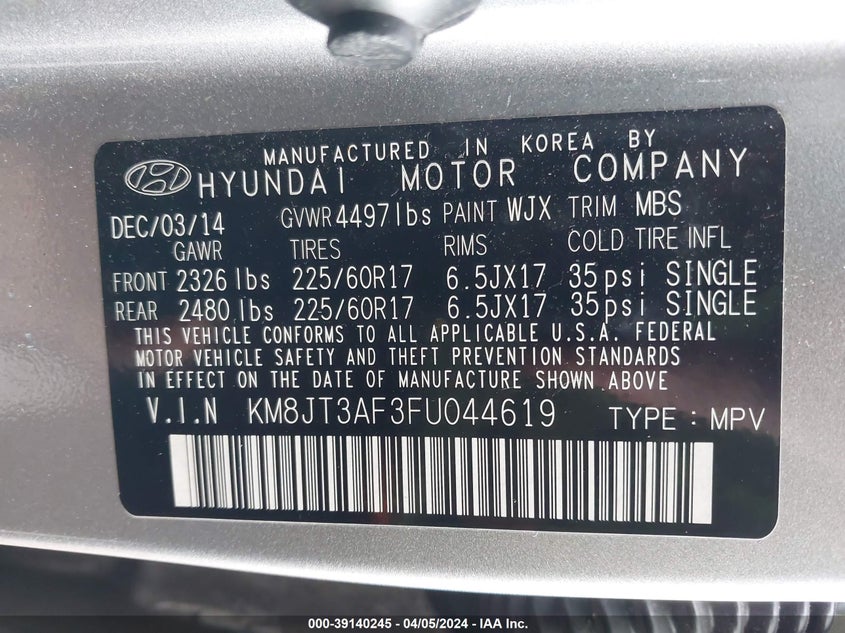 MANUFACTURED IN KOREA BY
HYUNDAI MOTOR COMPANY
DEC/03/14 GVWR 4497lbs PAINT WJX TRIM MBS
GAWR TIRES RIMS COLD TIRE INFL
FRONT 2326 lbs 225/60R17 6.5JX17 35psi SINGLE
REAR 2480 lbs 225/60R17 6.5JX17 35psi SINGLE
THIS VEHICLE CONFORMS TO ALL APPLICABLE U.S.A. FEDERAL
MOTOR VEHICLE SAFETY AND THEFT PREVENTION STANDARDS
IN EFFECT ON THE DATE OF MANUFACTURE SHOWN ABOVE
V.I.N KM8JT3AF3FU044619 TYPE : MPV
000-39140245 - 04/05/2024 - IAA Inc.